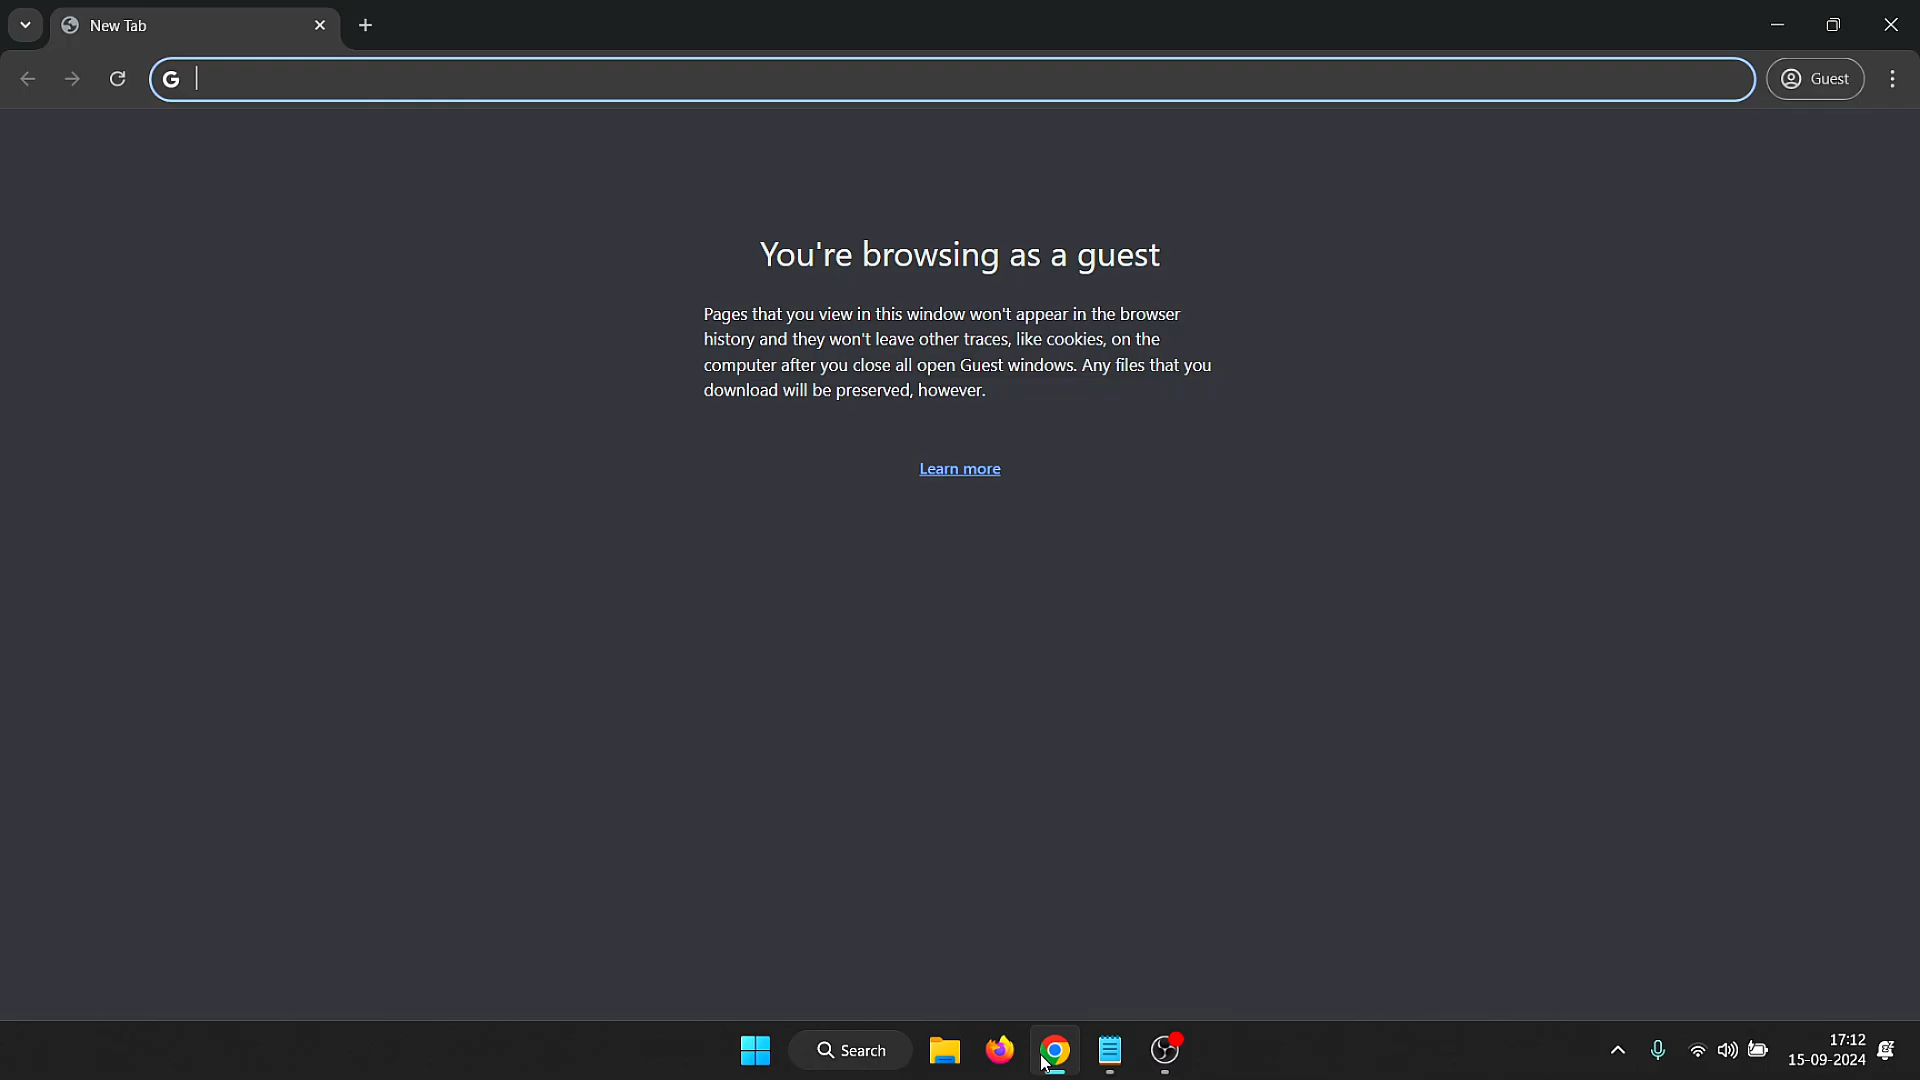 New Tab
G
Guest
You're browsing as a guest
Pages that you view in this window won't appear in the browser
history and they won't leave other traces, like cookies, on the
computer after you close all open Guest windows. Any files that you
download will be preserved, however.
Learn more
Search
17:12
15-09-2024